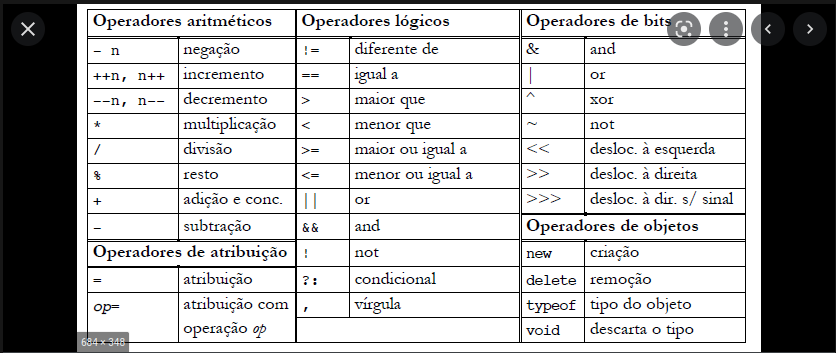 Operadores aritméticos Operadores lógicos Operadores de bits
- n negação != diferente de & and
++n, n++ incremento == igual a | or
--n, n-- decremento > maior que ^ xor
* multiplicação < menor que ~ not
/ divisão >= maior ou igual a << desloc. à esquerda
% resto <= menor ou igual a >> desloc. à direita
+ adição e conc. || or >>> desloc. à dir. s/ sinal
- subtração && and Operadores de objetos
Operadores de atribuição ! not new criação
= atribuição ?: condicional delete remoção
op= atribuição com , vírgula typeof tipo do objeto
operação op void descarta o tipo
684 × 348